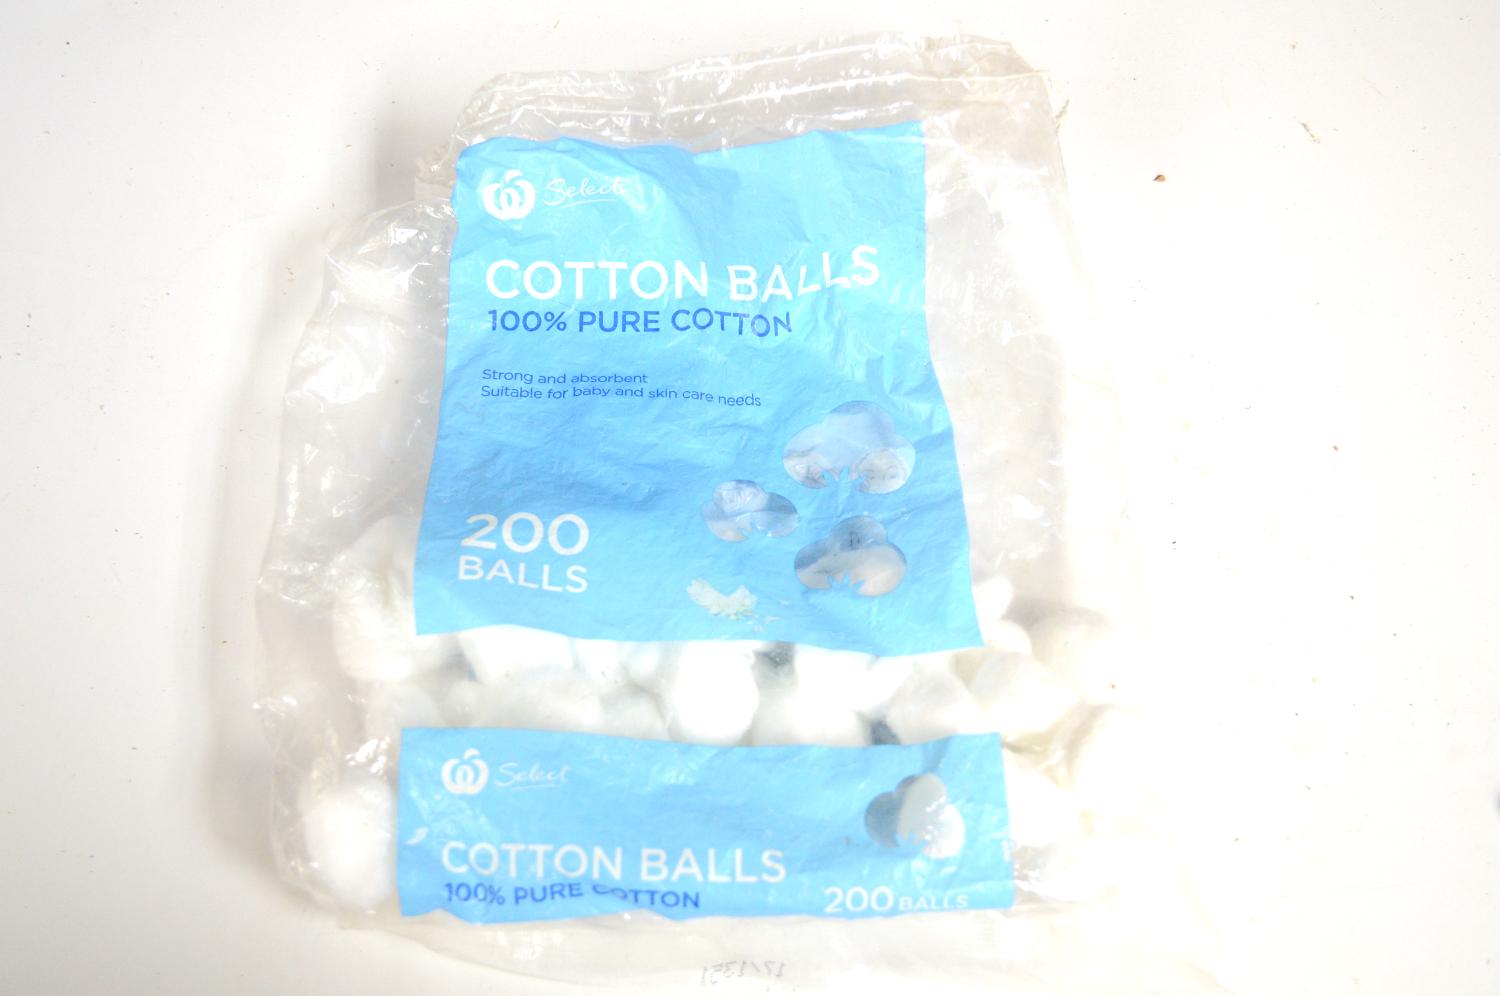 Select
COTTON BALLS
100% PURE COTTON
Strong and absorbent
Suitable for baby and skin care needs
200
BALLS
Select
COTTON BALLS
100% PURE COTTON
200 BALLS